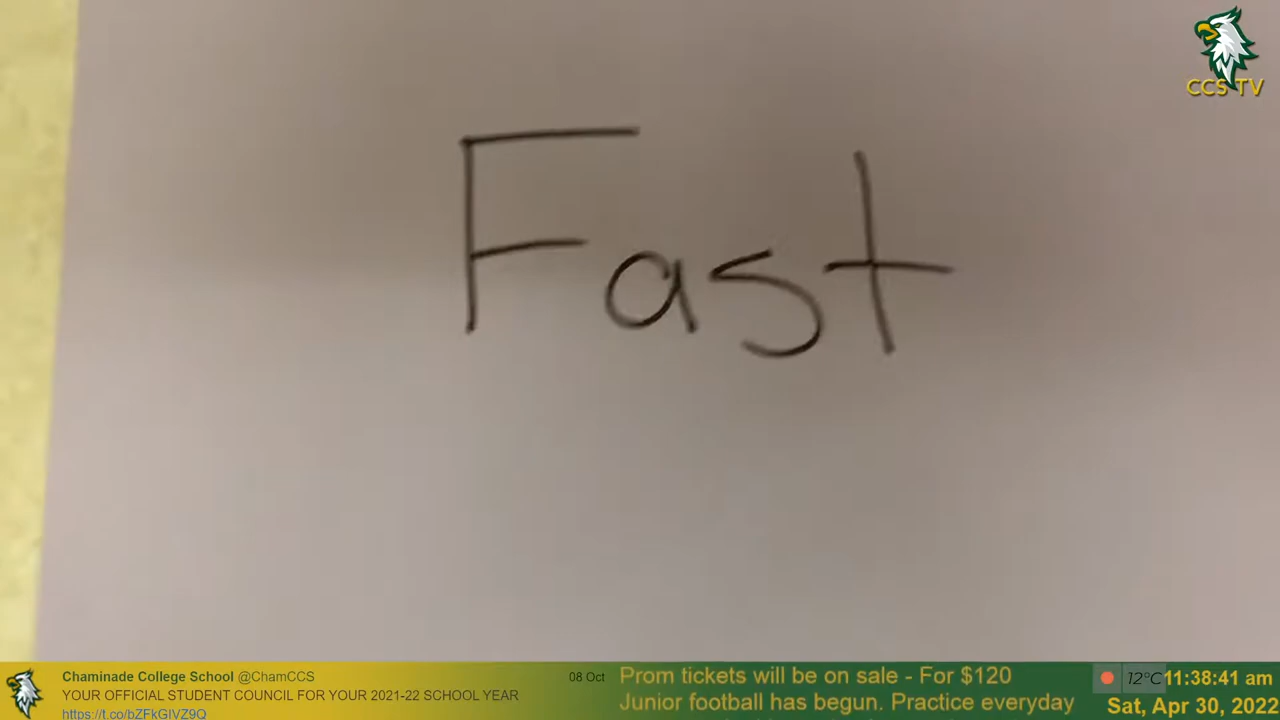 CCS TV
Fast
Chaminade College School @ChamCCS
08 Oct
YOUR OFFICIAL STUDENT COUNCIL FOR YOUR 2021-22 SCHOOL YEAR
https://t.co/bZFkGIVZ9Q
Prom tickets will be on sale - For $120
Junior football has begun. Practice everyday
12°C
11:38:41 am
Sat, Apr 30, 2022